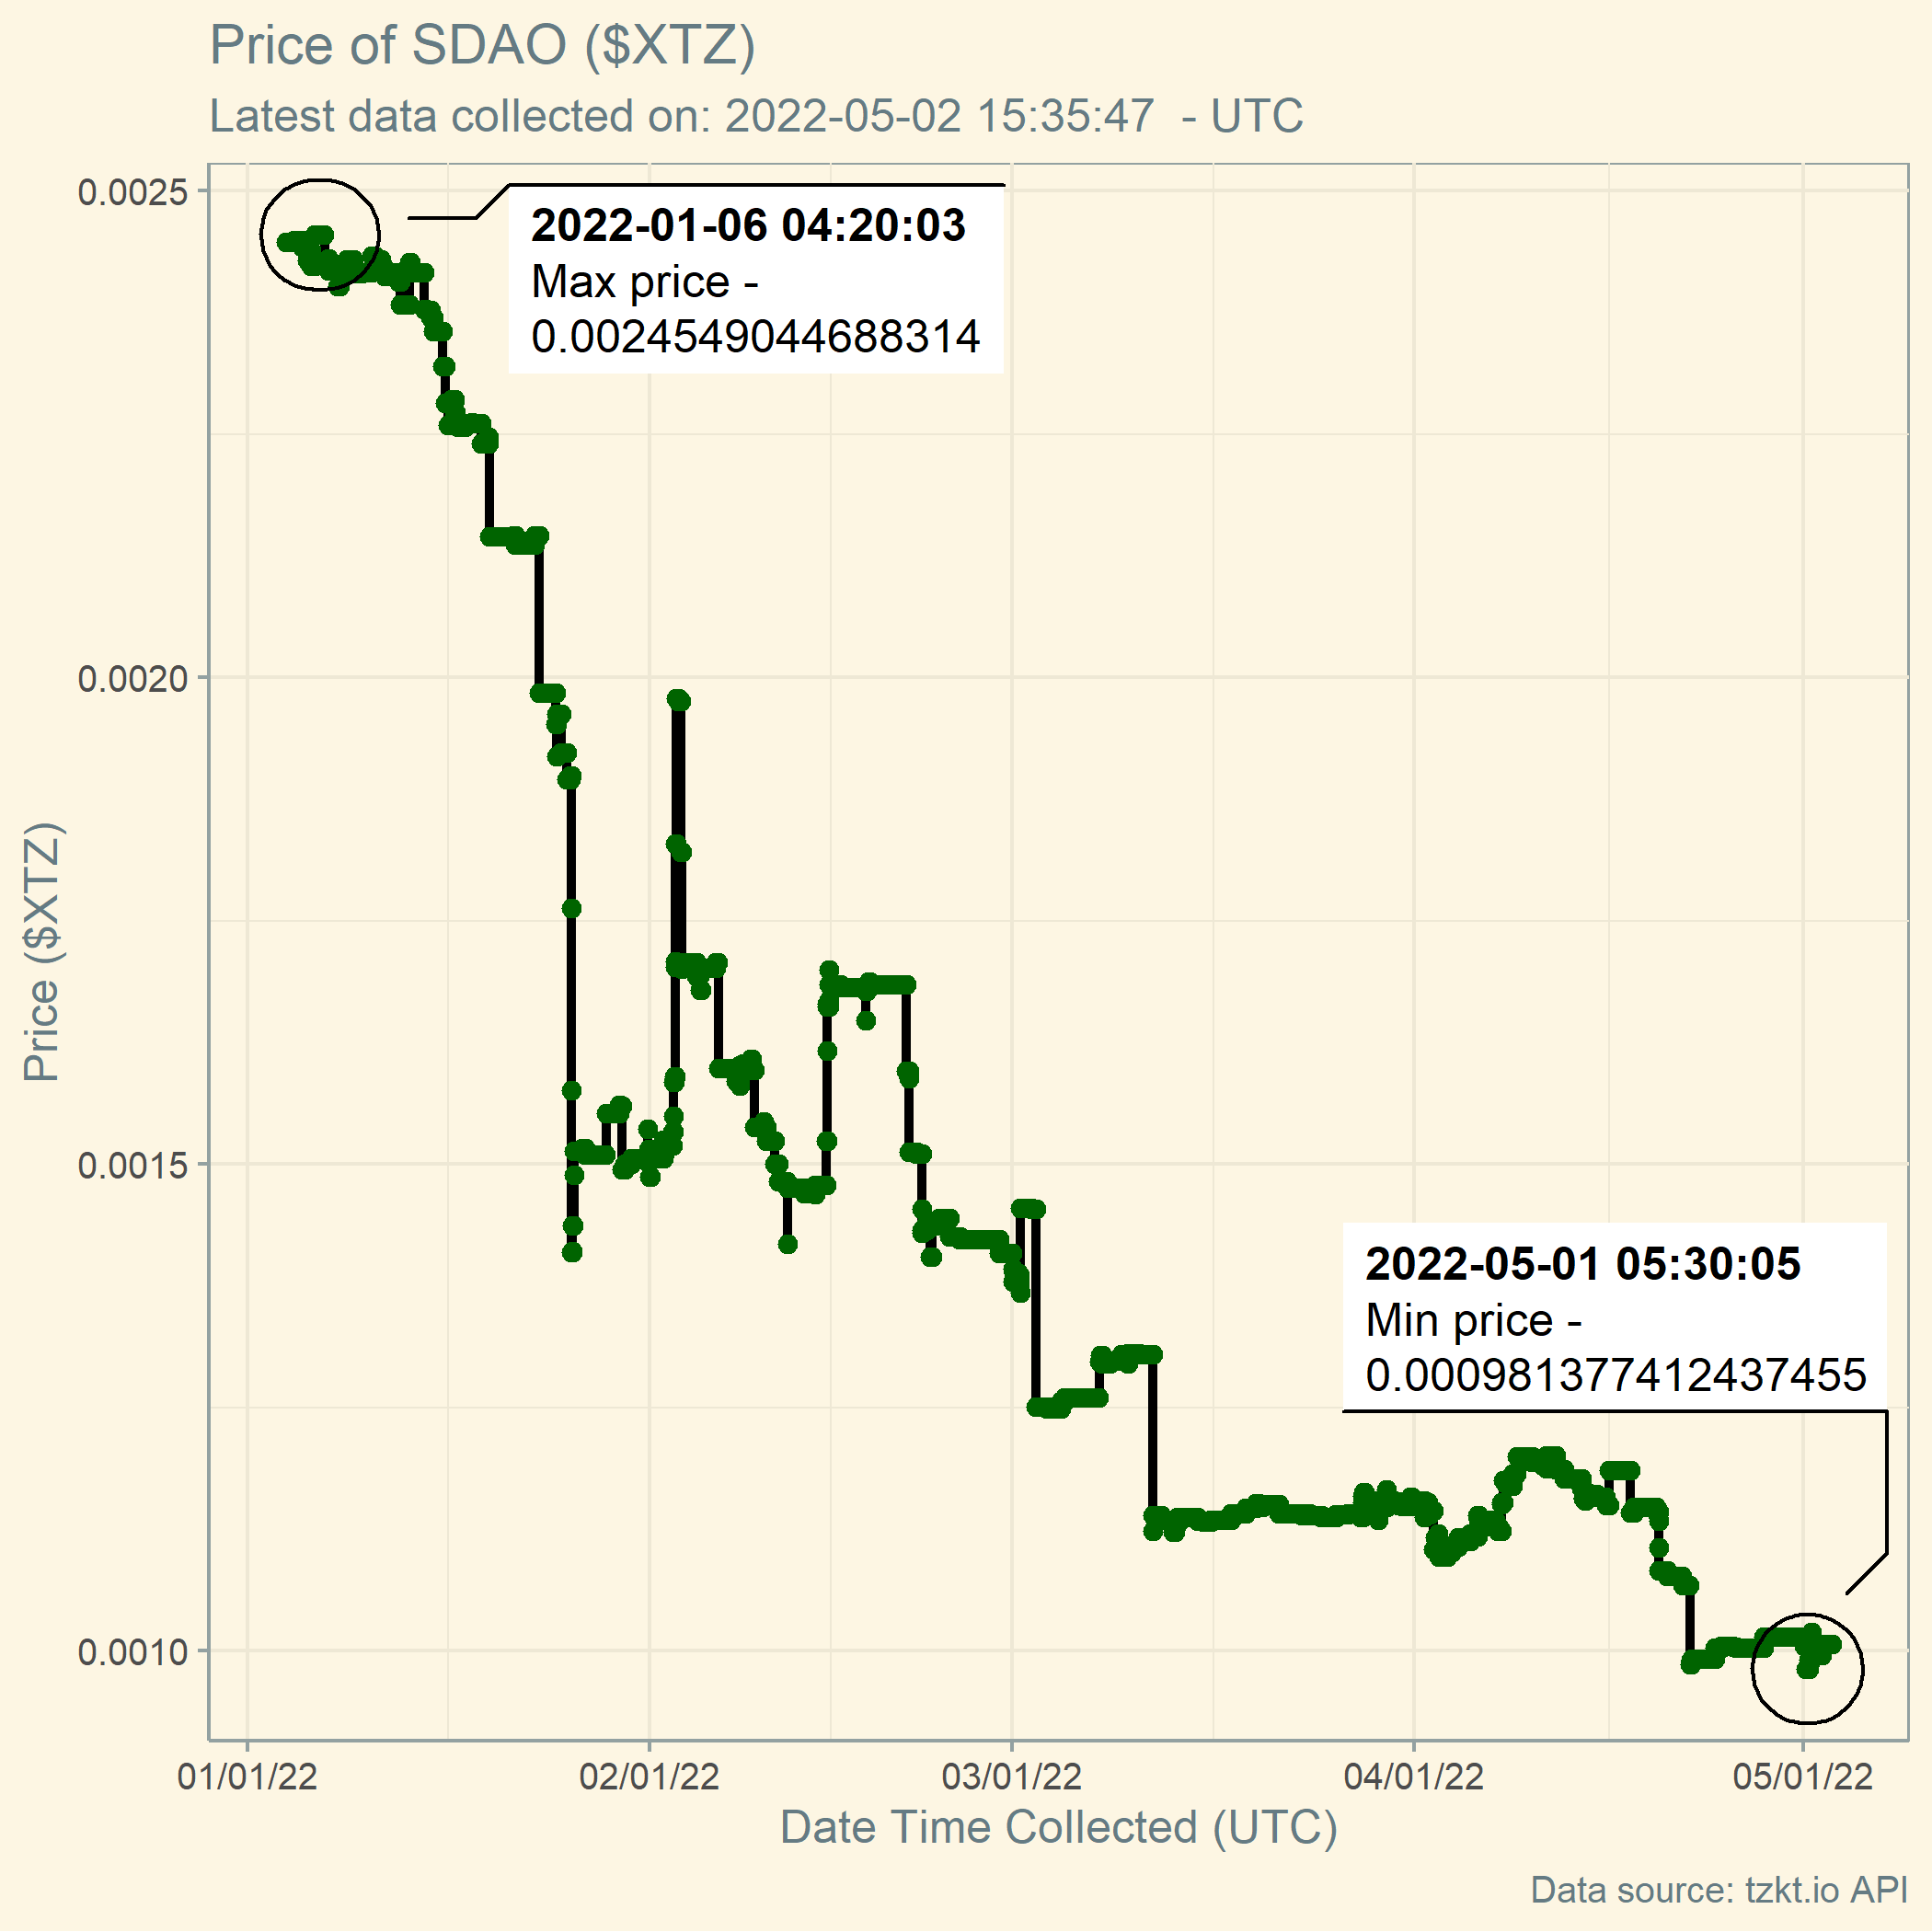 Price of SDAO ($XTZ)
Latest data collected on: 2022-05-02 15:35:47  - UTC
0.0025
0.0020
0.0015
0.0010
Price ($XTZ)
2022-01-06 04:20:03
Max price -
0.0024549044688314
2022-05-01 05:30:05
Min price -
0.000981377412437455
01/01/22
02/01/22
03/01/22
04/01/22
05/01/22
Date Time Collected (UTC)
Data source: tzkt.io API